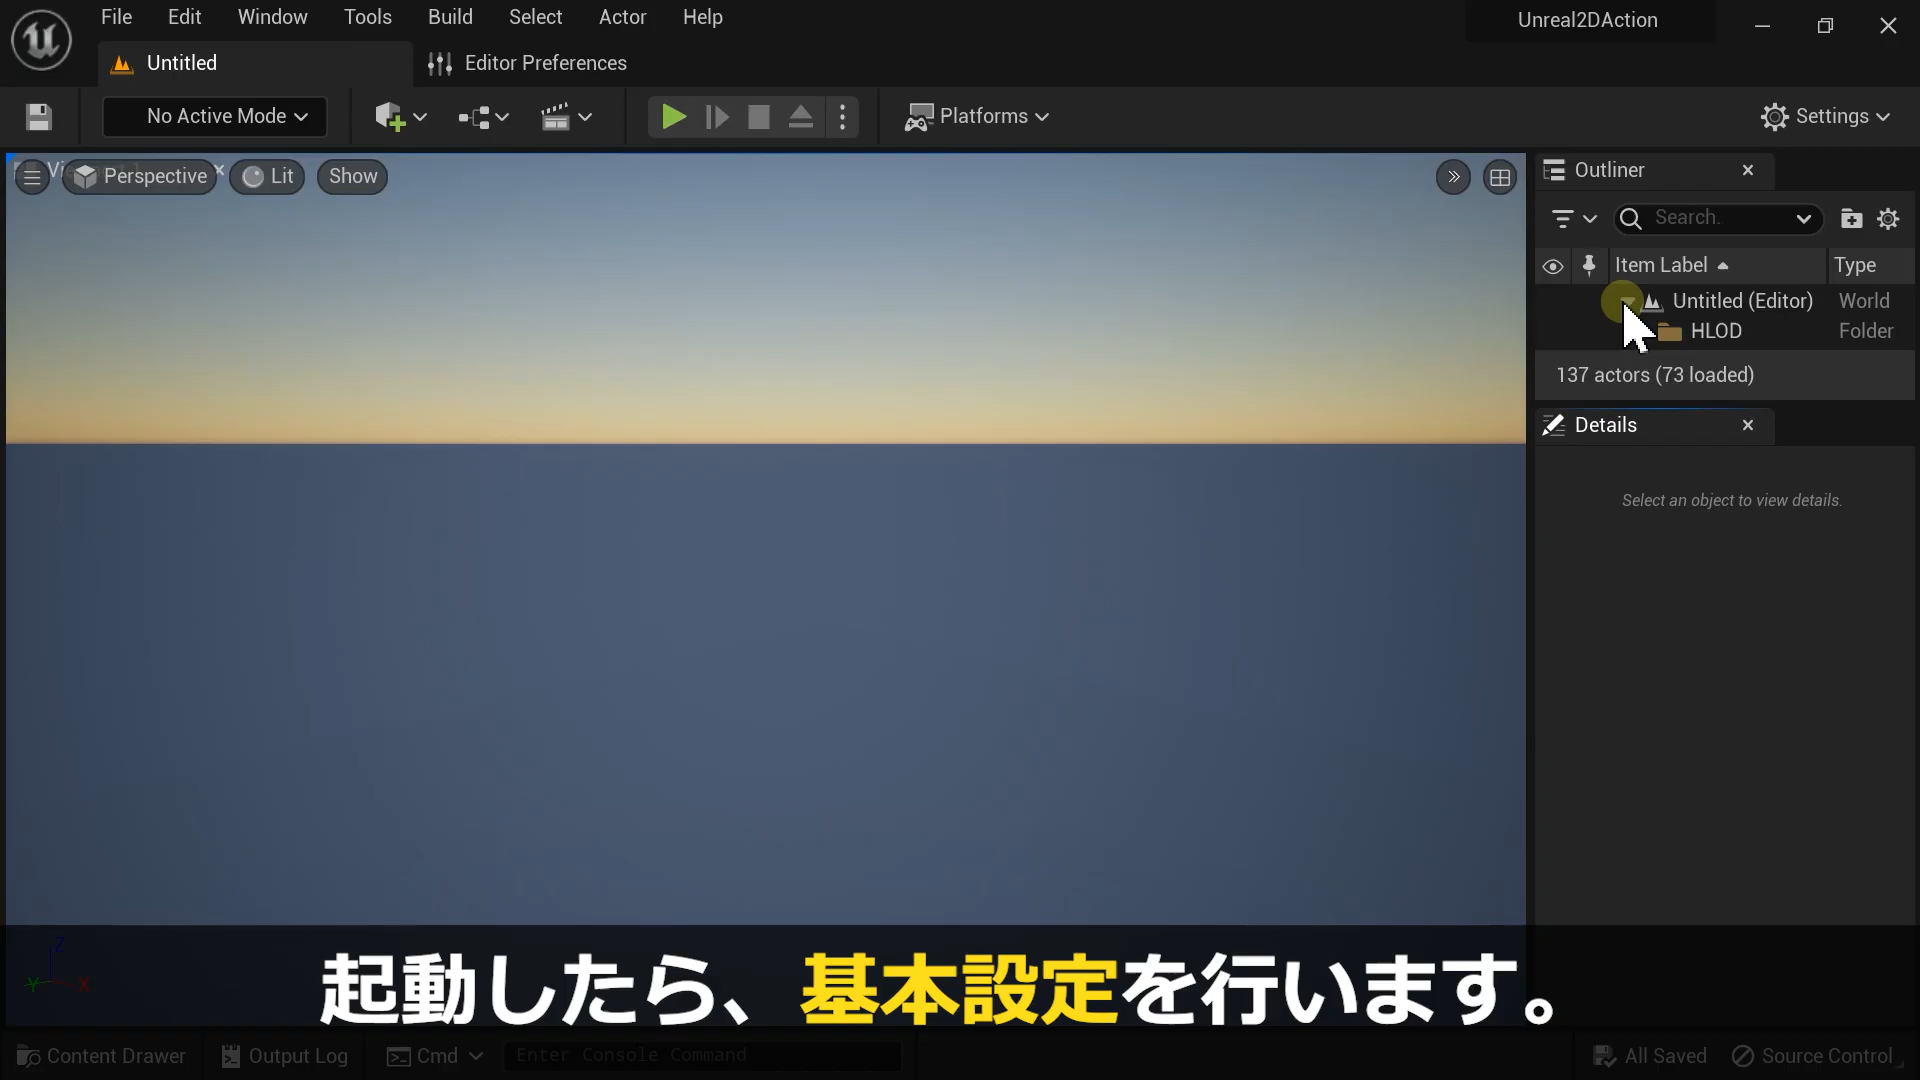 File Edit Window Tools Build Select Actor Help
Unreal2DAction
Untitled
Editor Preferences
No Active Mode
Platforms
Settings
Perspective
Lit
Show
Outliner
Search.
Item Label
Type
Untitled (Editor)
World
HLOD
Folder
137 actors (73 loaded)
Details
Select an object to view details.
Z
Y
X
起動したら、基本設定を行います。
Content Drawer
Output Log
Cmd
Enter Console Command
All Saved
Source Control